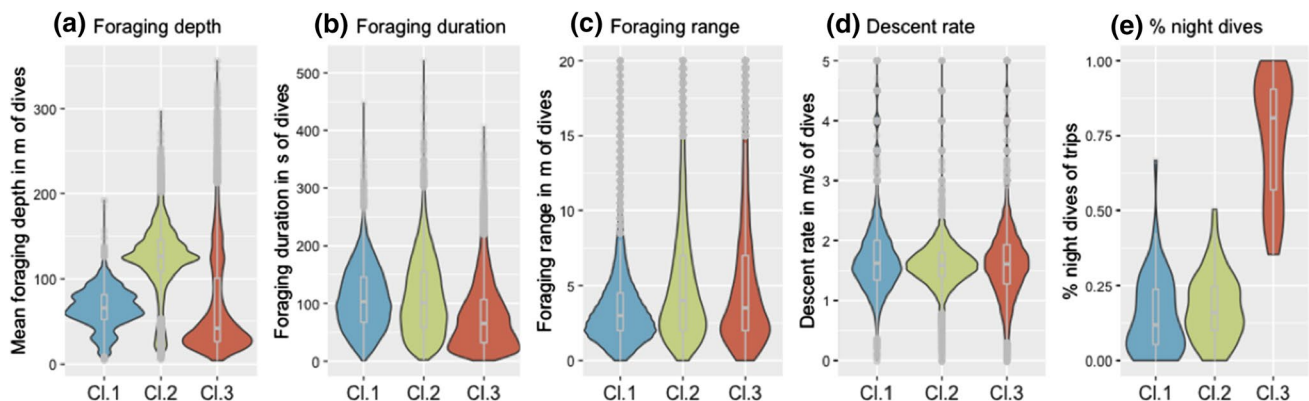 (a) Foraging depth
Mean foraging depth in m of dives
300
200
100
0
Cl.1 Cl.2 Cl.3
(b) Foraging duration
Foraging duration in s of dives
500
400
300
200
100
0
Cl.1 Cl.2 Cl.3
(c) Foraging range
Foraging range in m of dives
20
15
10
5
0
Cl.1 Cl.2 Cl.3
(d) Descent rate
Descent rate in m/s of dives
5
4
3
2
1
0
Cl.1 Cl.2 Cl.3
(e) % night dives
% night dives of trips
1.00
0.75
0.50
0.25
0.00
Cl.1 Cl.2 Cl.3